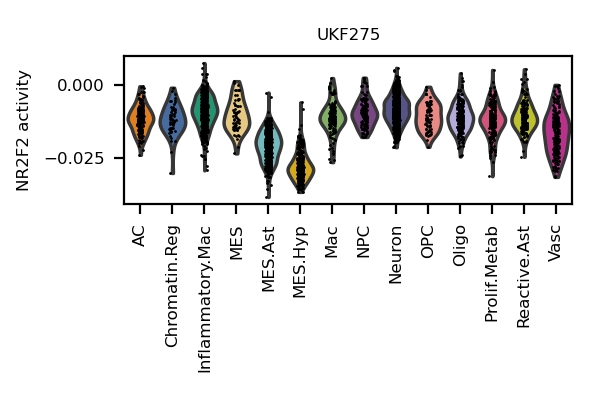 UKF275
NR2F2 activity
0.000
−0.025
AC
Chromatin.Reg
Inflammatory.Mac
MES
MES.Ast
MES.Hyp
Mac
NPC
Neuron
OPC
Oligo
Prolif.Metab
Reactive.Ast
Vasc